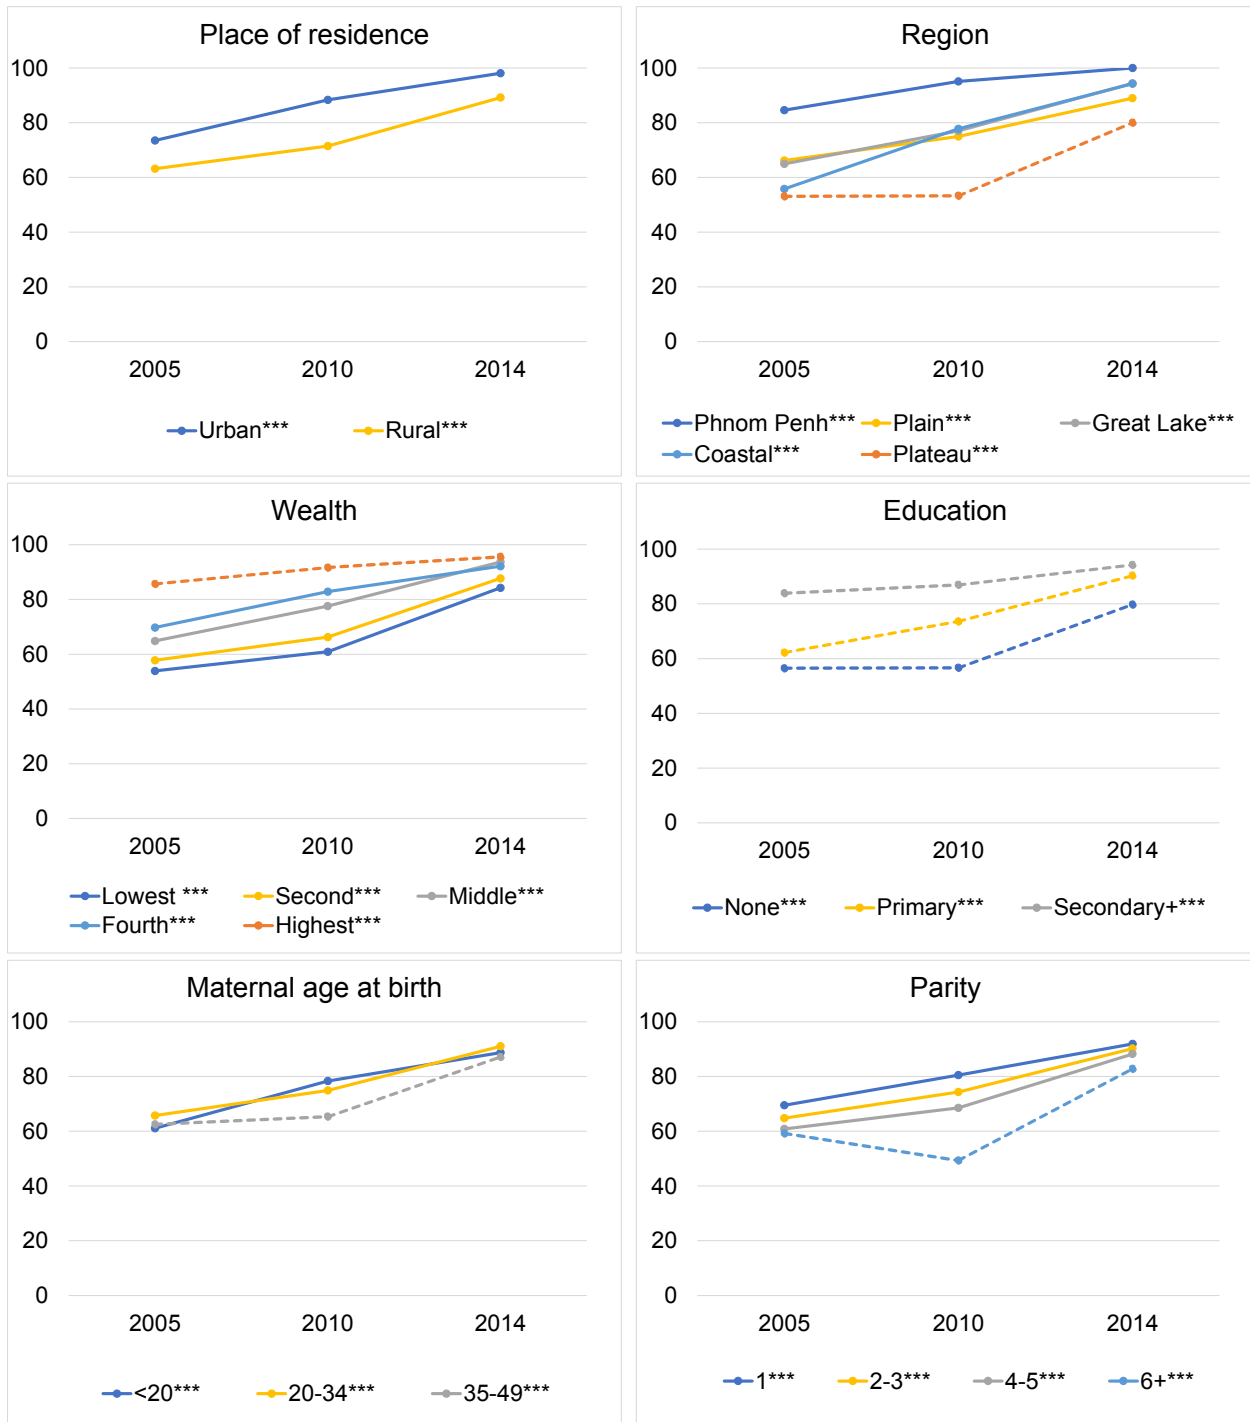 Place of residence
100
80
60
40
20
0
2005 2010 2014
Urban*** Rural***
Region
100
80
60
40
20
0
2005 2010 2014
Phnom Penh*** Plain*** Great Lake***
Coastal*** Plateau***
Wealth
100
80
60
40
20
0
2005 2010 2014
Lowest *** Second*** Middle***
Fourth*** Highest***
Education
100
80
60
40
20
0
2005 2010 2014
None*** Primary*** Secondary+***
Maternal age at birth
100
80
60
40
20
0
2005 2010 2014
<20*** 20-34*** 35-49***
Parity
100
80
60
40
20
0
2005 2010 2014
1*** 2-3*** 4-5*** 6+***